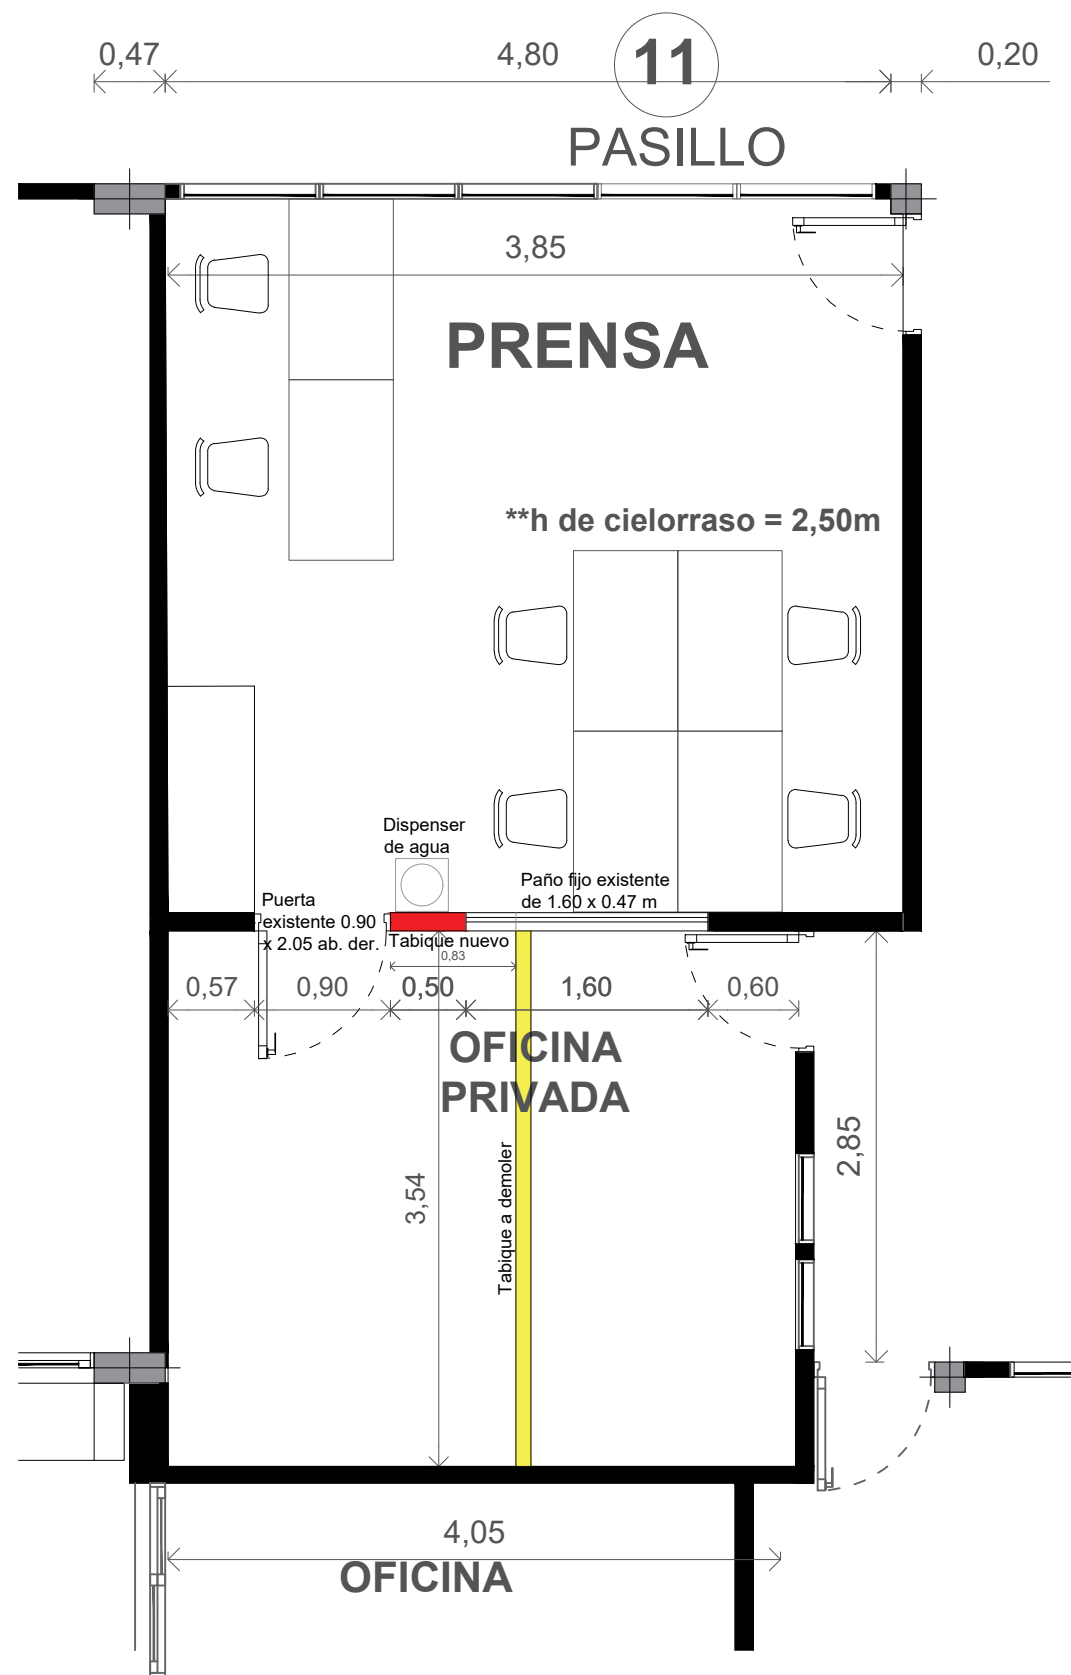 0,47
4,80
11
0,20
PASILLO
3,85
PRENSA
**h de cielorraso = 2,50m
Dispenser
de agua
Paño fijo existente
de 1.60 x 0.47 m
Puerta
existente 0.90
x 2.05 ab. der.
Tabique nuevo
0,83
0,57
0,90
0,50
1,60
0,60
OFICINA
PRIVADA
2,85
3,54
Tabique a demoler
4,05
OFICINA